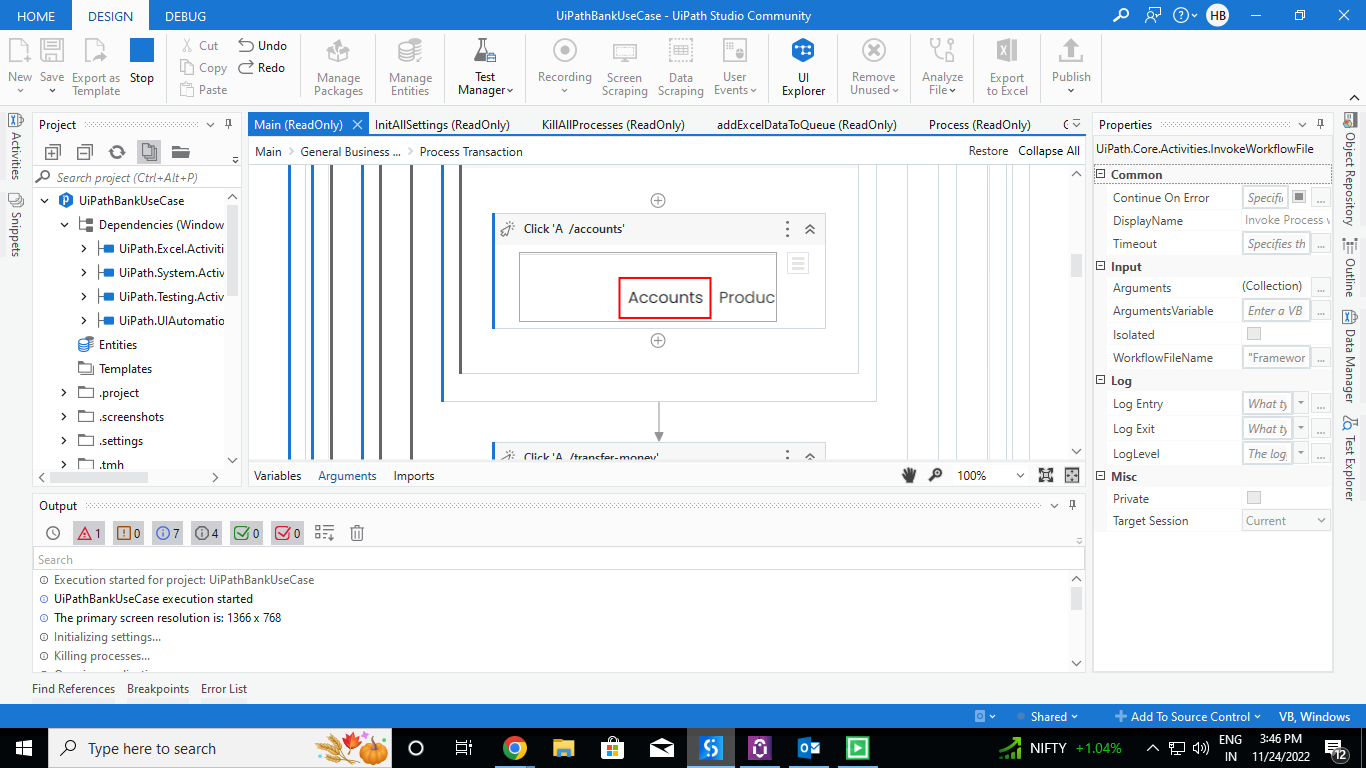 HOME DESIGN DEBUG UiPathBankUseCase - UiPath Studio Community HB
New Save Export as Template Stop
Cut Copy Paste
Undo Redo
Manage Packages
Manage Entities
Test Manager
Recording Screen Scraping Data Scraping User Events
UI Explorer
Remove Unused
Analyze File
Export to Excel
Publish
Activities
Snippets
Project
Search project (Ctrl+Alt+P)
UiPathBankUseCase
Dependencies (Window
UiPath.Excel.Activiti
UiPath.System.Activ
UiPath.Testing.Activ
UiPath.UIAutomatio
Entities
Templates
.project
.screenshots
.settings
.tmh
Main (ReadOnly) InitAllSettings (ReadOnly) KillAllProcesses (ReadOnly) addExcelDataToQueue (ReadOnly) Process (ReadOnly)
Main General Business ... Process Transaction Restore Collapse All
Click 'A /accounts'
Accounts Produc
Click 'A /transfer-money'
Variables Arguments Imports 100%
Properties
UiPath.Core.Activities.InvokeWorkflowFile
Common
Continue On Error Specifi ...
DisplayName Invoke Process w
Timeout Specifies th ...
Input
Arguments (Collection) ...
ArgumentsVariable Enter a VB ...
Isolated
WorkflowFileName "Framewor ...
Log
Log Entry What ty ...
Log Exit What ty ...
LogLevel The log ...
Misc
Private
Target Session Current
Object Repository
Outline
Data Manager
Test Explorer
Output
1 0 7 4 0 0
Search
Execution started for project: UiPathBankUseCase
UiPathBankUseCase execution started
The primary screen resolution is: 1366 x 768
Initializing settings...
Killing processes...
Find References Breakpoints Error List
Shared Add To Source Control VB, Windows
Type here to search NIFTY +1.04% ENG IN 3:46 PM 11/24/2022 12